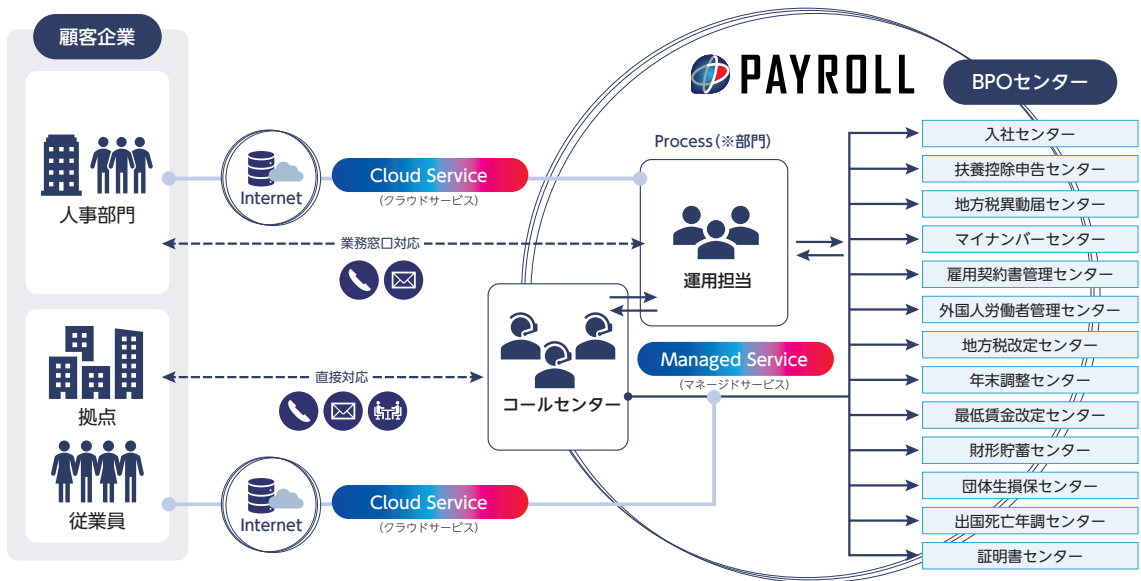 顧客企業
人事部門
Internet
Cloud Service
(クラウドサービス)
業務窓口対応
拠点
直接対応
従業員
Internet
Cloud Service
(クラウドサービス)
PAYROLL
Process(※部門)
運用担当
コールセンター
Managed Service
(マネージドサービス)
BPOセンター
入社センター
扶養控除申告センター
地方税異動届センター
マイナンバーセンター
雇用契約書管理センター
外国人労働者管理センター
地方税改定センター
年末調整センター
最低賃金改定センター
財形貯蓄センター
団体生損保センター
出国死亡年調センター
証明書センター